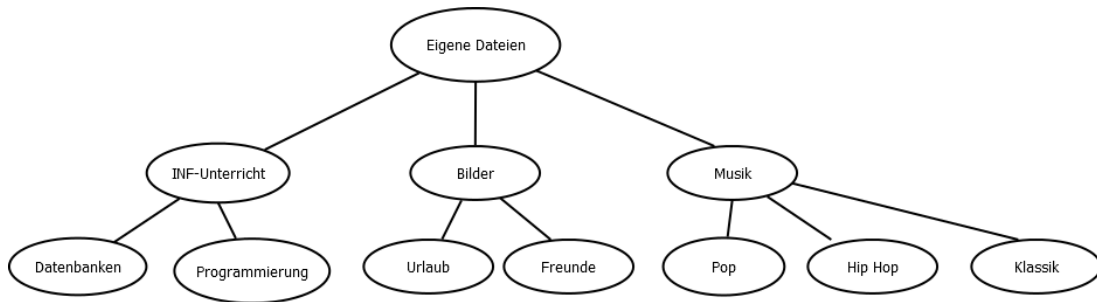 Eigene Dateien
INF-Unterricht
Bilder
Musik
Datenbanken
Programmierung
Urlaub
Freunde
Pop
Hip Hop
Klassik